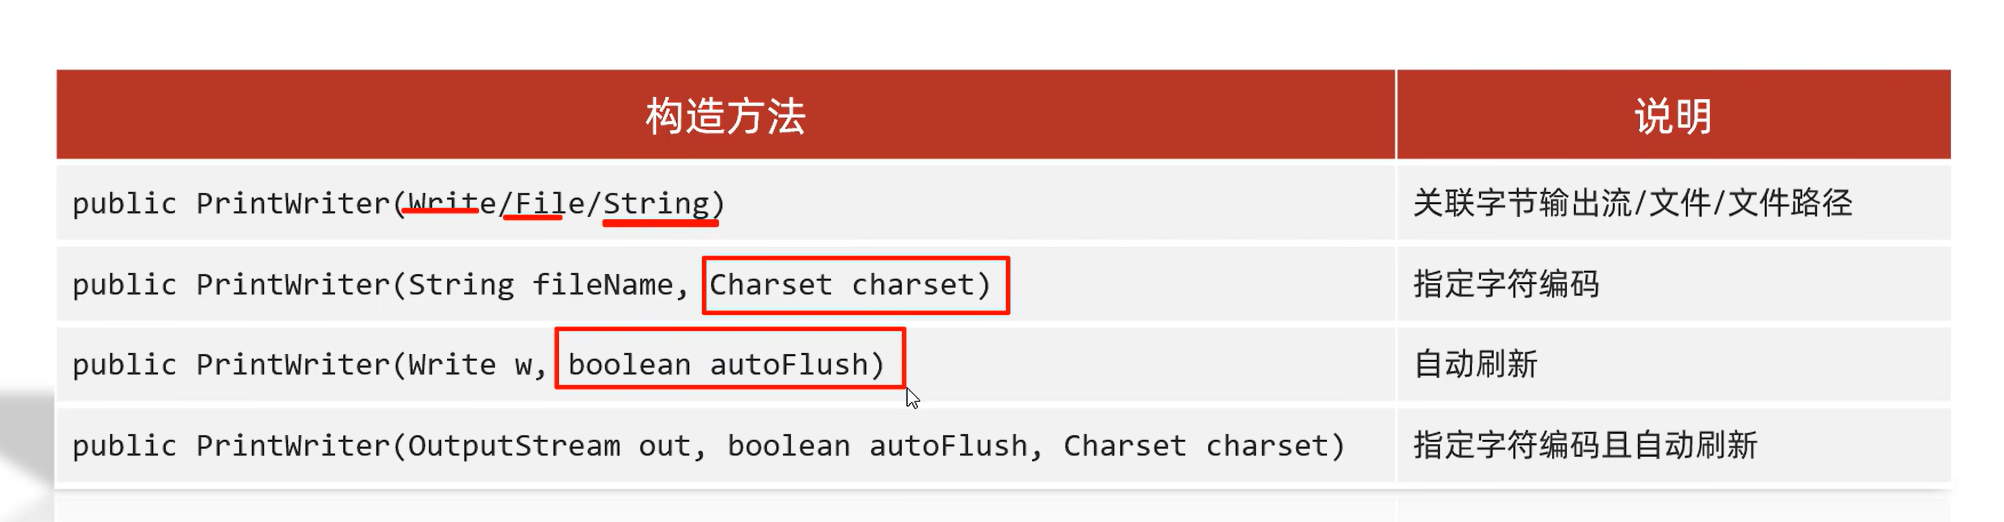 构造方法 说明
public PrintWriter(Write/File/String) 关联字节输出流/文件/文件路径
public PrintWriter(String fileName, Charset charset) 指定字符编码
public PrintWriter(Write w, boolean autoFlush) 自动刷新
public PrintWriter(OutputStream out, boolean autoFlush, Charset charset) 指定字符编码且自动刷新